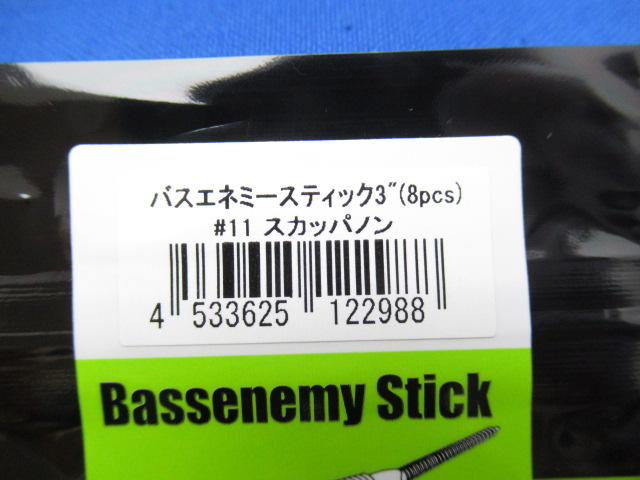 バスエネミースティック3"(8pcs)
#11 スカッパノン
4 533625 122988
Bassenemy Stick